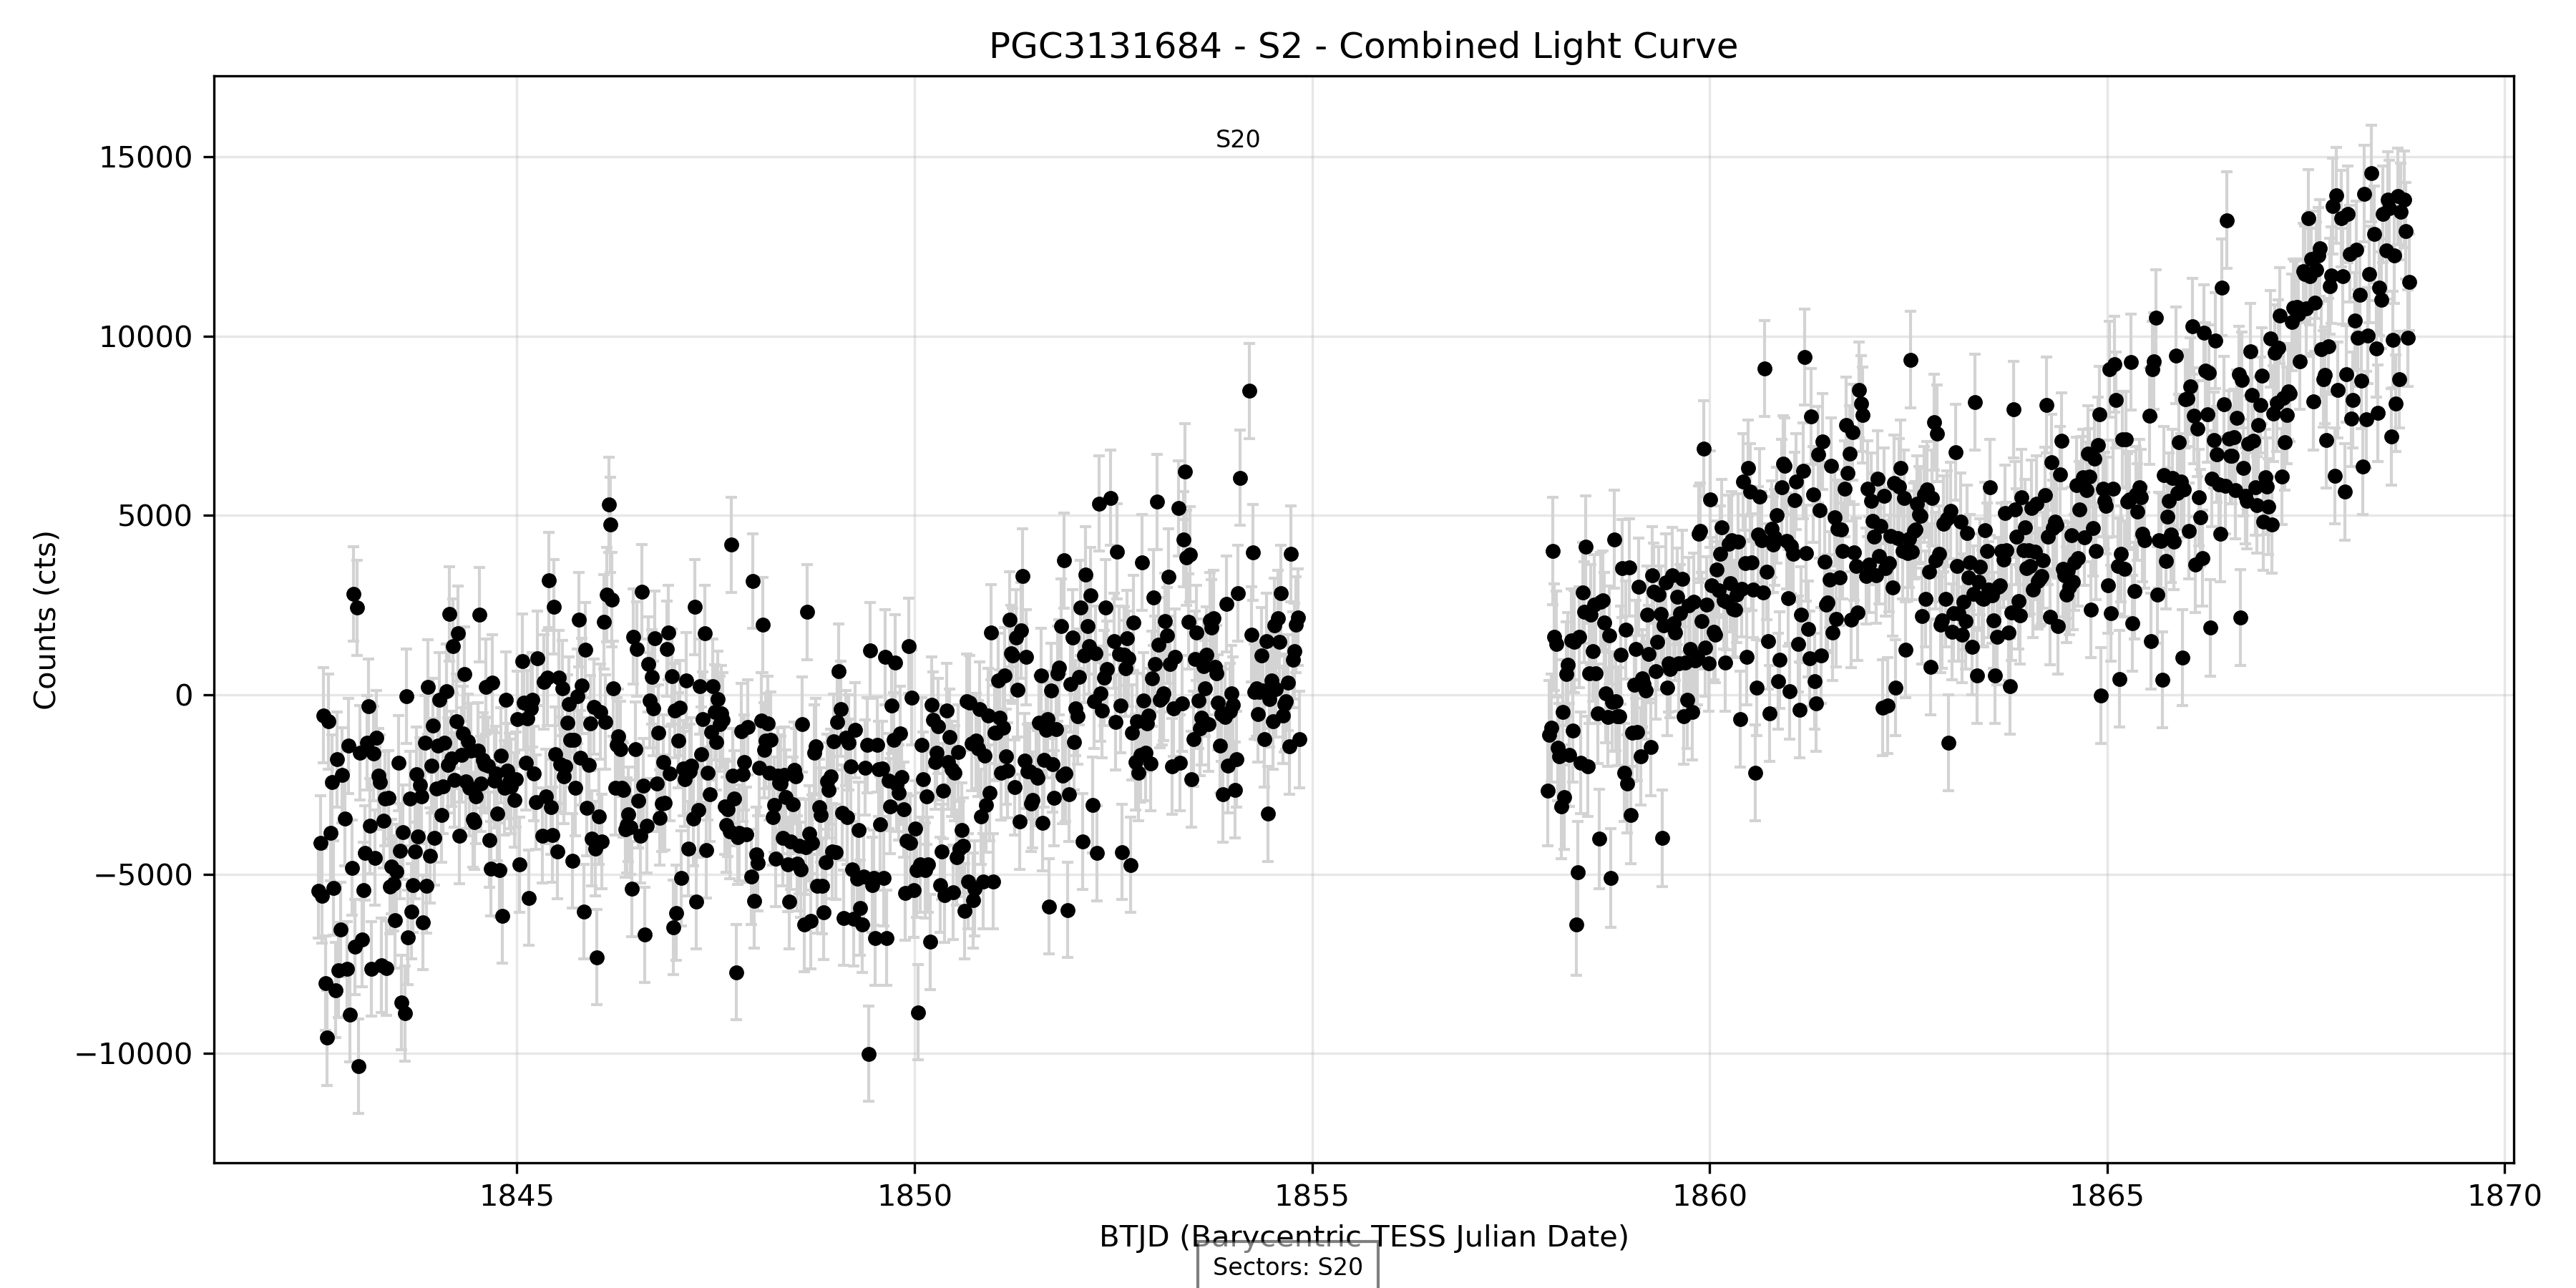 PGC3131684 - S2 - Combined Light Curve
S20
15000
10000
5000
0
−5000
−10000
Counts (cts)
1845 1850 1855 1860 1865 1870
BTJD (Barycentric TESS Julian Date)
Sectors: S20